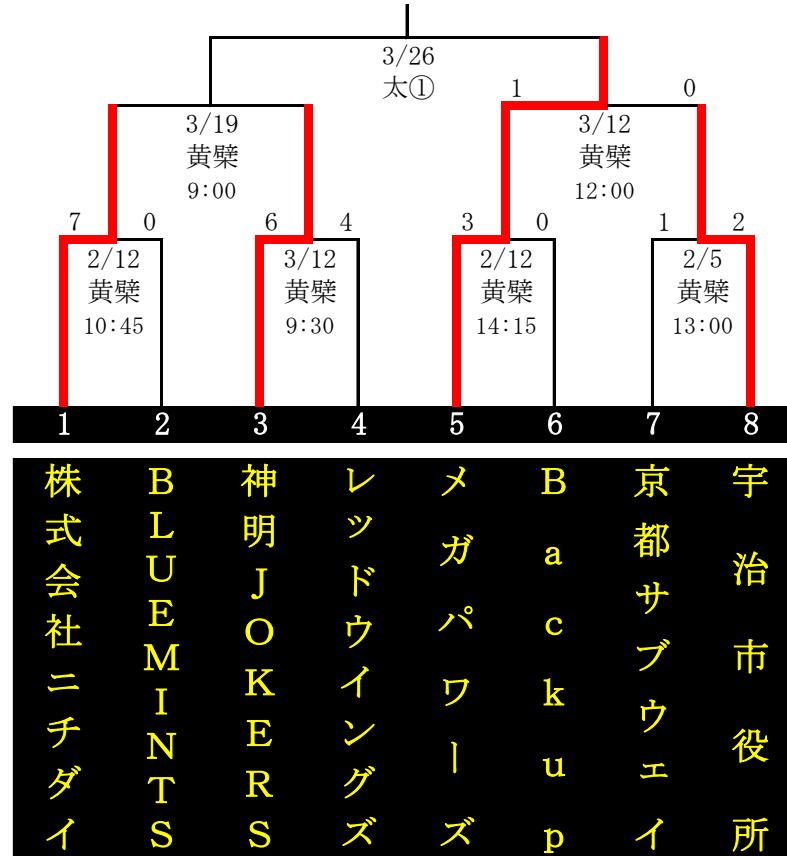 3/26
太①
1
0
3/19
黄檗
9:00
3/12
黄檗
12:00
7
0
6
4
3
0
1
2
2/12
黄檗
10:45
3/12
黄檗
9:30
2/12
黄檗
14:15
2/5
黄檗
13:00
1 2 3 4 5 6 7 8
株式会社ニチダイ
BLUEMINTS
神明JOKERS
レッドウイングズ
メガパワーズ
Backup
京都サブウェイ
宇治市役所